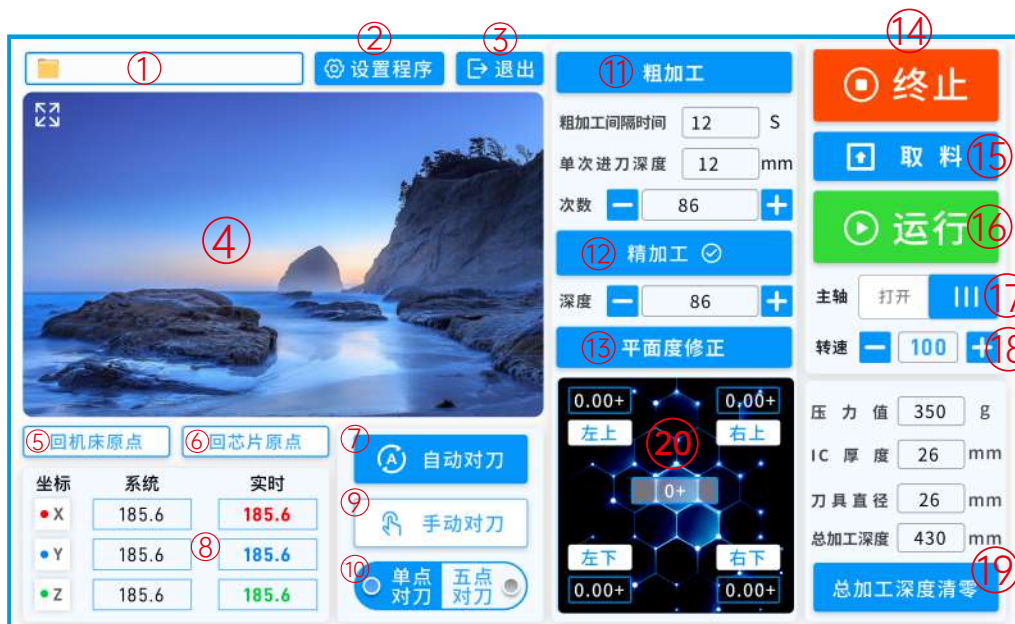 ①
② 设置程序
③ 退出
④
⑤ 回机床原点
⑥ 回芯片原点
坐标 系统 实时
X 185.6 185.6
Y 185.6 ⑧ 185.6
Z 185.6 185.6
⑦ 自动对刀
⑨ 手动对刀
⑩ 单点对刀 五点对刀
⑪ 粗加工
粗加工间隔时间 12 S
单次进刀深度 12 mm
次数 86
⑫ 精加工
深度 86
⑬ 平面度修正
0.00+ 0.00+
左上 ⑳ 右上
0+
左下 右下
0.00+ 0.00+
⑭
终止
取料 ⑮
运行 ⑯
主轴 打开 ⑰
转速 100 ⑱
压力值 350 g
IC厚度 26 mm
刀具直径 26 mm
总加工深度 430 mm
总加工深度清零 ⑲